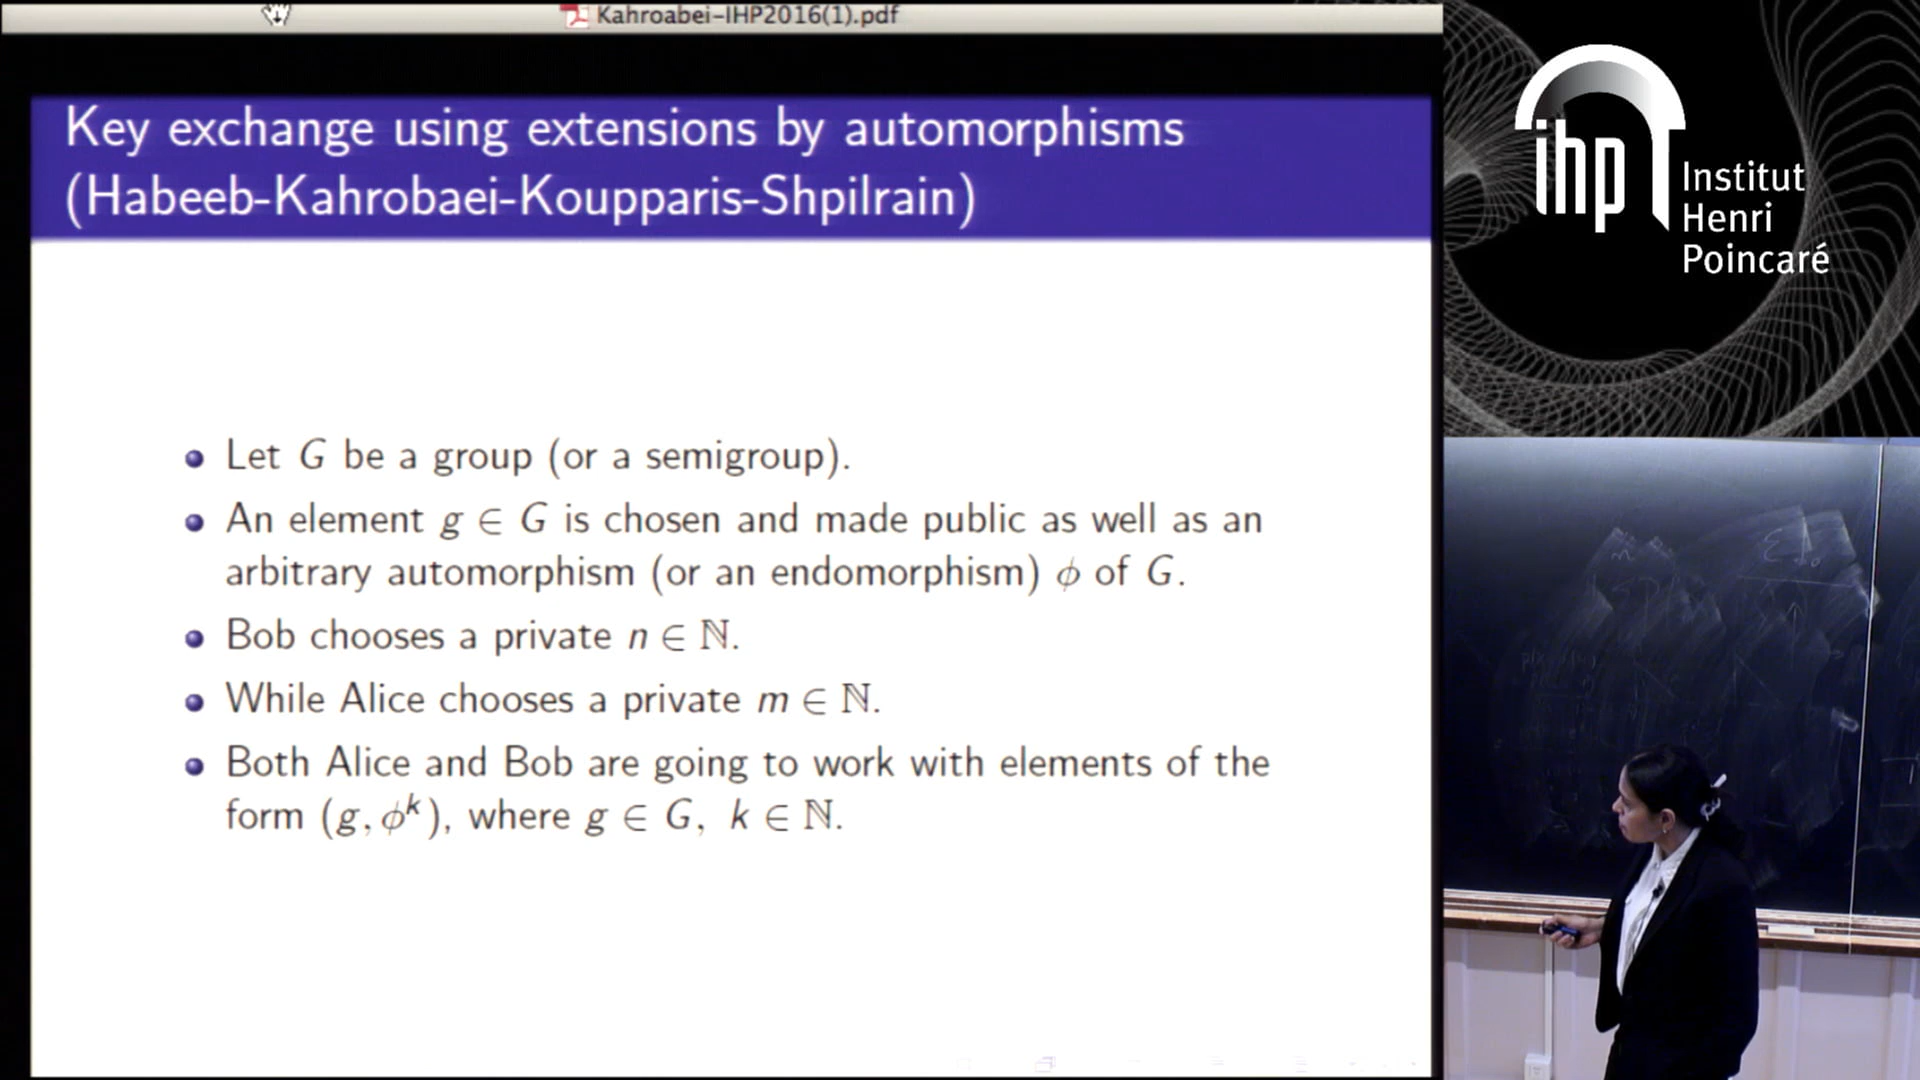 Kahroabei-IHP2016(1).pdf
Key exchange using extensions by automorphisms
(Habeeb-Kahrobaei-Koupparis-Shpilrain)
Let G be a group (or a semigroup).
An element g ∈ G is chosen and made public as well as an
arbitrary automorphism (or an endomorphism) ϕ of G.
Bob chooses a private n ∈ ℕ.
While Alice chooses a private m ∈ ℕ.
Both Alice and Bob are going to work with elements of the
form (g, ϕᵏ), where g ∈ G, k ∈ ℕ.
ihp
Institut
Henri
Poincaré